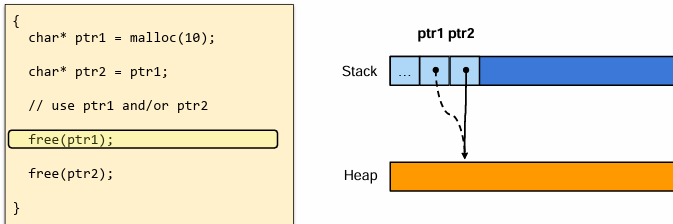 {
char* ptr1 = malloc(10);
char* ptr2 = ptr1;
// use ptr1 and/or ptr2
free(ptr1);
free(ptr2);
}
ptr1 ptr2
Stack
...
Heap